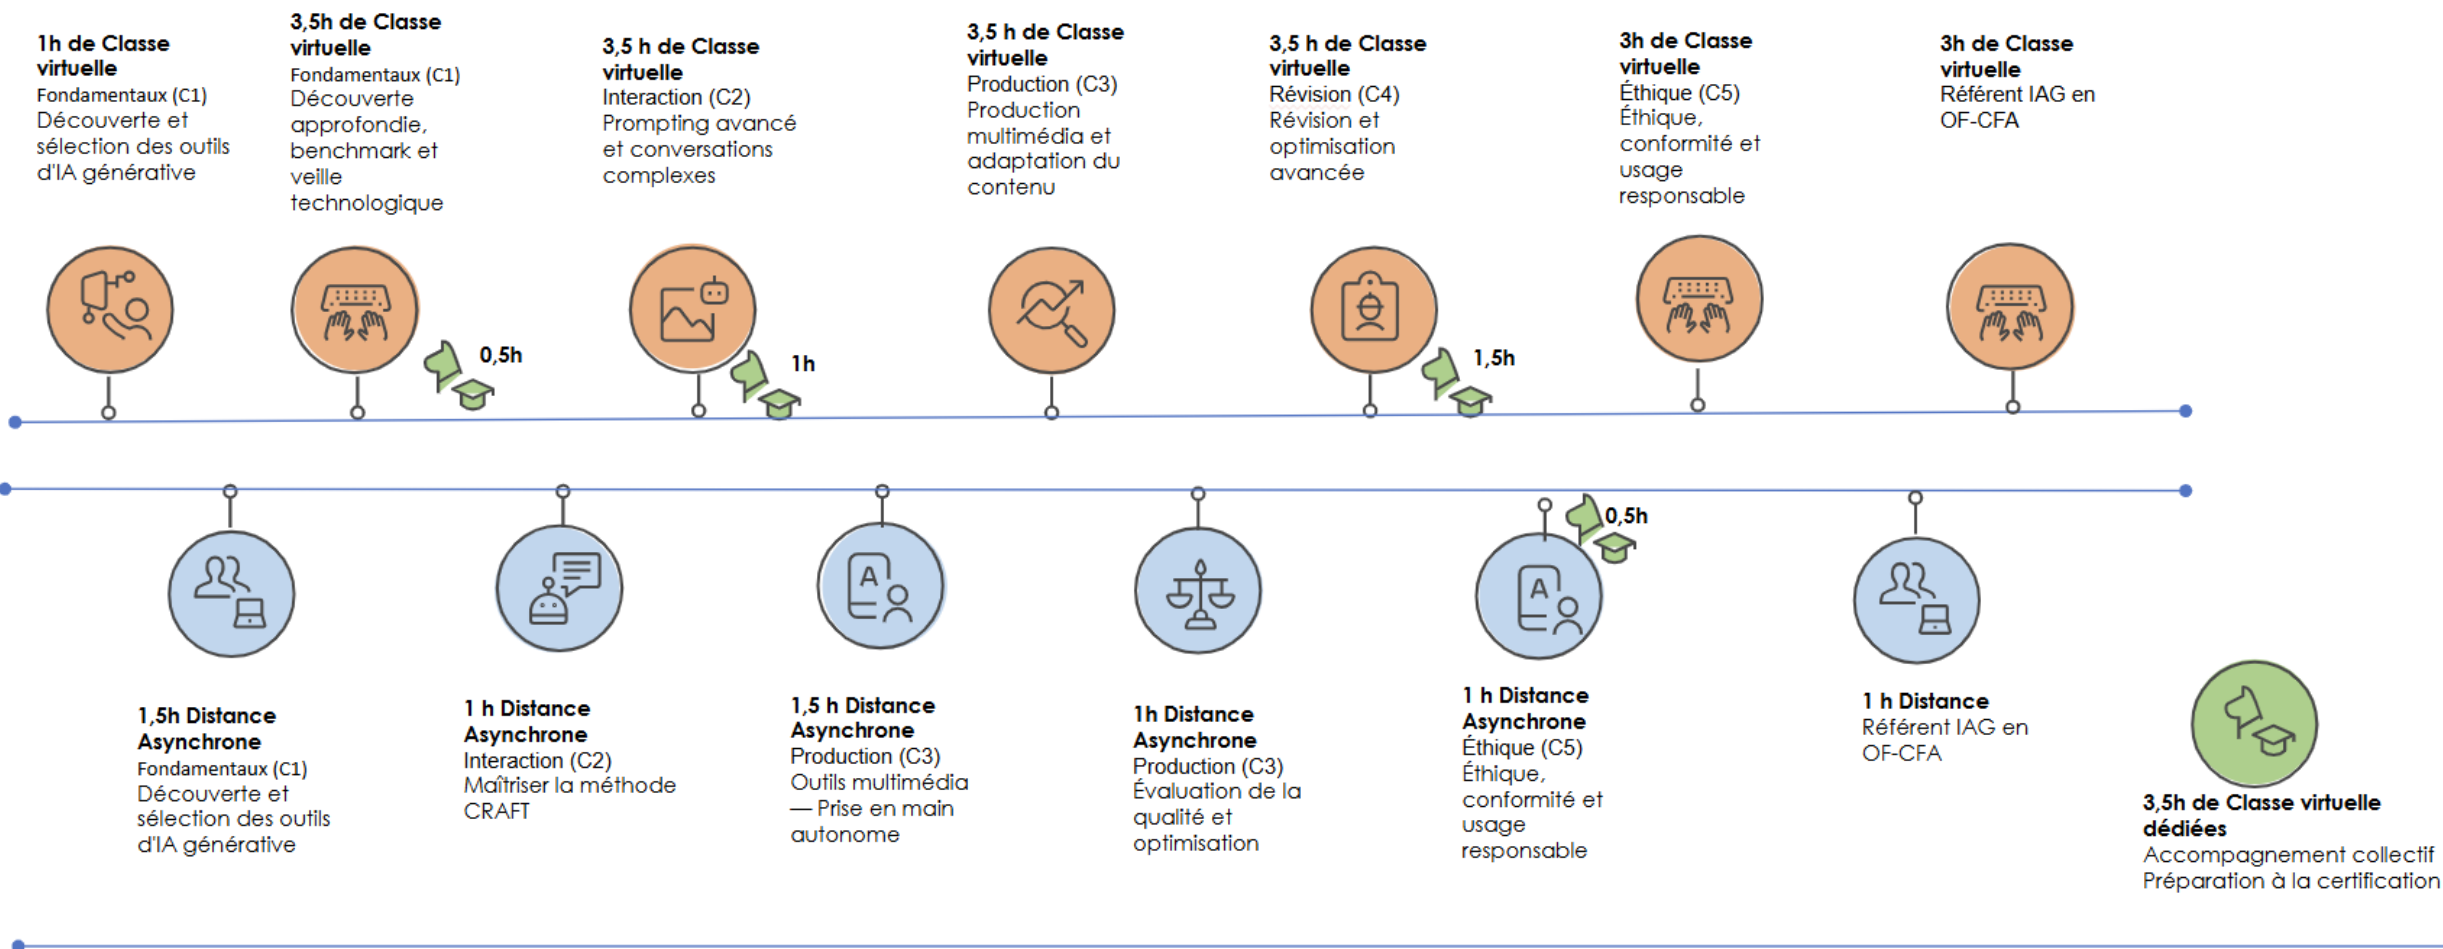 1h de Classe
virtuelle
Fondamentaux (C1)
Découverte et
sélection des outils
d'IA générative
3,5h de Classe
virtuelle
Fondamentaux (C1)
Découverte
approfondie,
benchmark et
veille
technologique
3,5 h de Classe
virtuelle
Interaction (C2)
Prompting avancé
et conversations
complexes
3,5 h de Classe
virtuelle
Production (C3)
Production
multimédia et
adaptation du
contenu
3,5 h de Classe
virtuelle
Révision (C4)
Révision et
optimisation
avancée
3h de Classe
virtuelle
Éthique (C5)
Éthique,
conformité et
usage
responsable
3h de Classe
virtuelle
Référent IAG en
OF-CFA
0,5h
1h
1,5h
0,5h
A
A
1,5h Distance
Asynchrone
Fondamentaux (C1)
Découverte et
sélection des outils
d'IA générative
1 h Distance
Asynchrone
Interaction (C2)
Maîtriser la méthode
CRAFT
1,5 h Distance
Asynchrone
Production (C3)
Outils multimédia
— Prise en main
autonome
1h Distance
Asynchrone
Production (C3)
Évaluation de la
qualité et
optimisation
1 h Distance
Asynchrone
Éthique (C5)
Éthique,
conformité et
usage
responsable
1 h Distance
Référent IAG en
OF-CFA
3,5h de Classe virtuelle
dédiées
Accompagnement collectif
Préparation à la certification